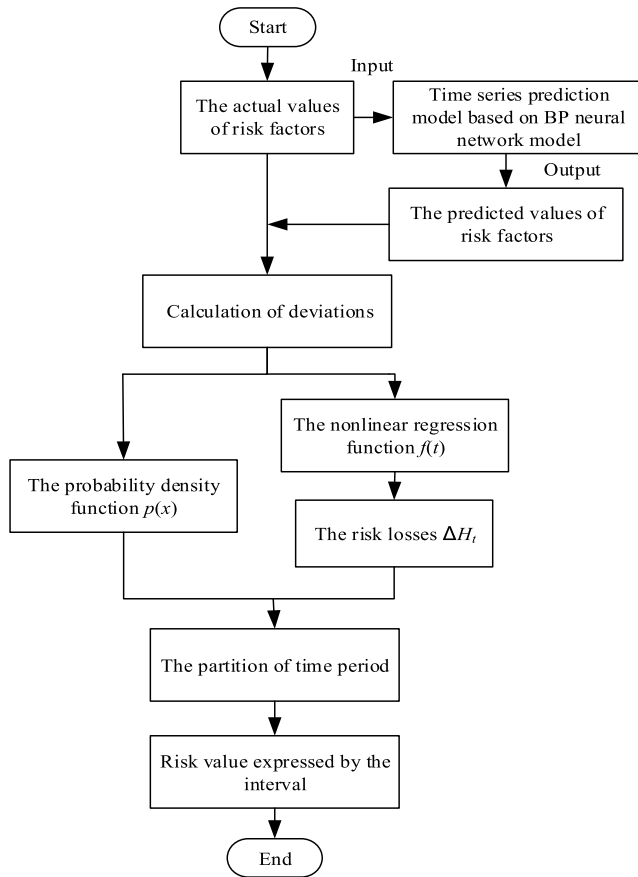 Start
Input
The actual values
of risk factors
Time series prediction
model based on BP neural
network model
Output
The predicted values of
risk factors
Calculation of deviations
The nonlinear regression
function f(t)
The probability density
function p(x)
The risk losses ΔHₜ
The partition of time period
Risk value expressed by the
interval
End